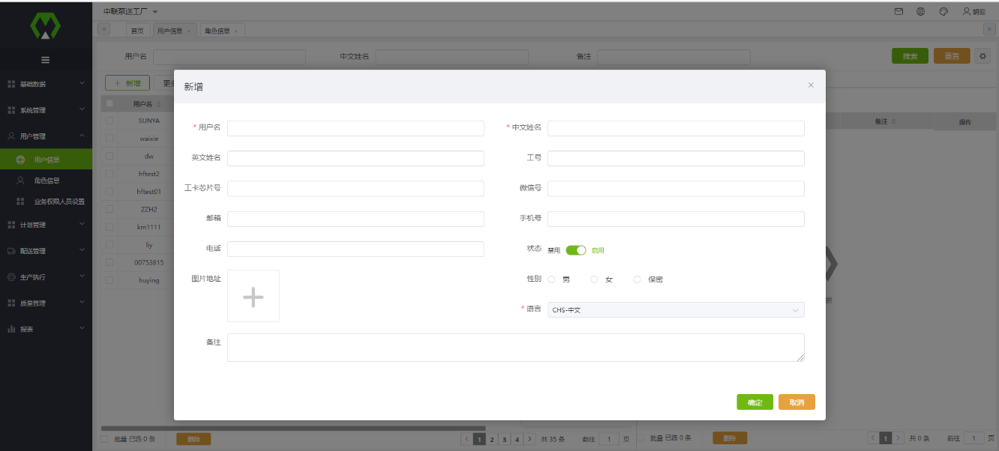 中联泵送工厂
胡迎
首页 用户信息 × 角色信息 ×
用户名 中文姓名 备注 搜索 重置
基础数据
系统管理
用户管理
用户信息
角色信息
业务权限人员设置
计划管理
配送管理
生产执行
质量管理
报表
新增 更多
用户名
SUNYA
waixie
dw
hftest2
hftest01
ZZH2
km1111
liy
00753815
huying
备注 操作
新增
* 用户名 * 中文姓名
英文姓名 工号
工卡芯片号 微信号
邮箱 手机号
电话 状态 禁用 启用
图片地址 性别 男 女 保密
* 语言 CHS-中文
备注
确定 取消
批量 已选 0 条 删除 1 2 3 4 共 35 条 前往 1 页
批量 已选 0 条 删除 1 共 0 条 前往 1 页